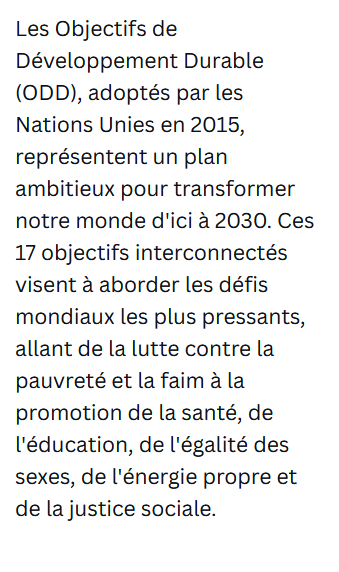 Les Objectifs de
Développement Durable
(ODD), adoptés par les
Nations Unies en 2015,
représentent un plan
ambitieux pour transformer
notre monde d'ici à 2030. Ces
17 objectifs interconnectés
visent à aborder les défis
mondiaux les plus pressants,
allant de la lutte contre la
pauvreté et la faim à la
promotion de la santé, de
l'éducation, de l'égalité des
sexes, de l'énergie propre et
de la justice sociale.